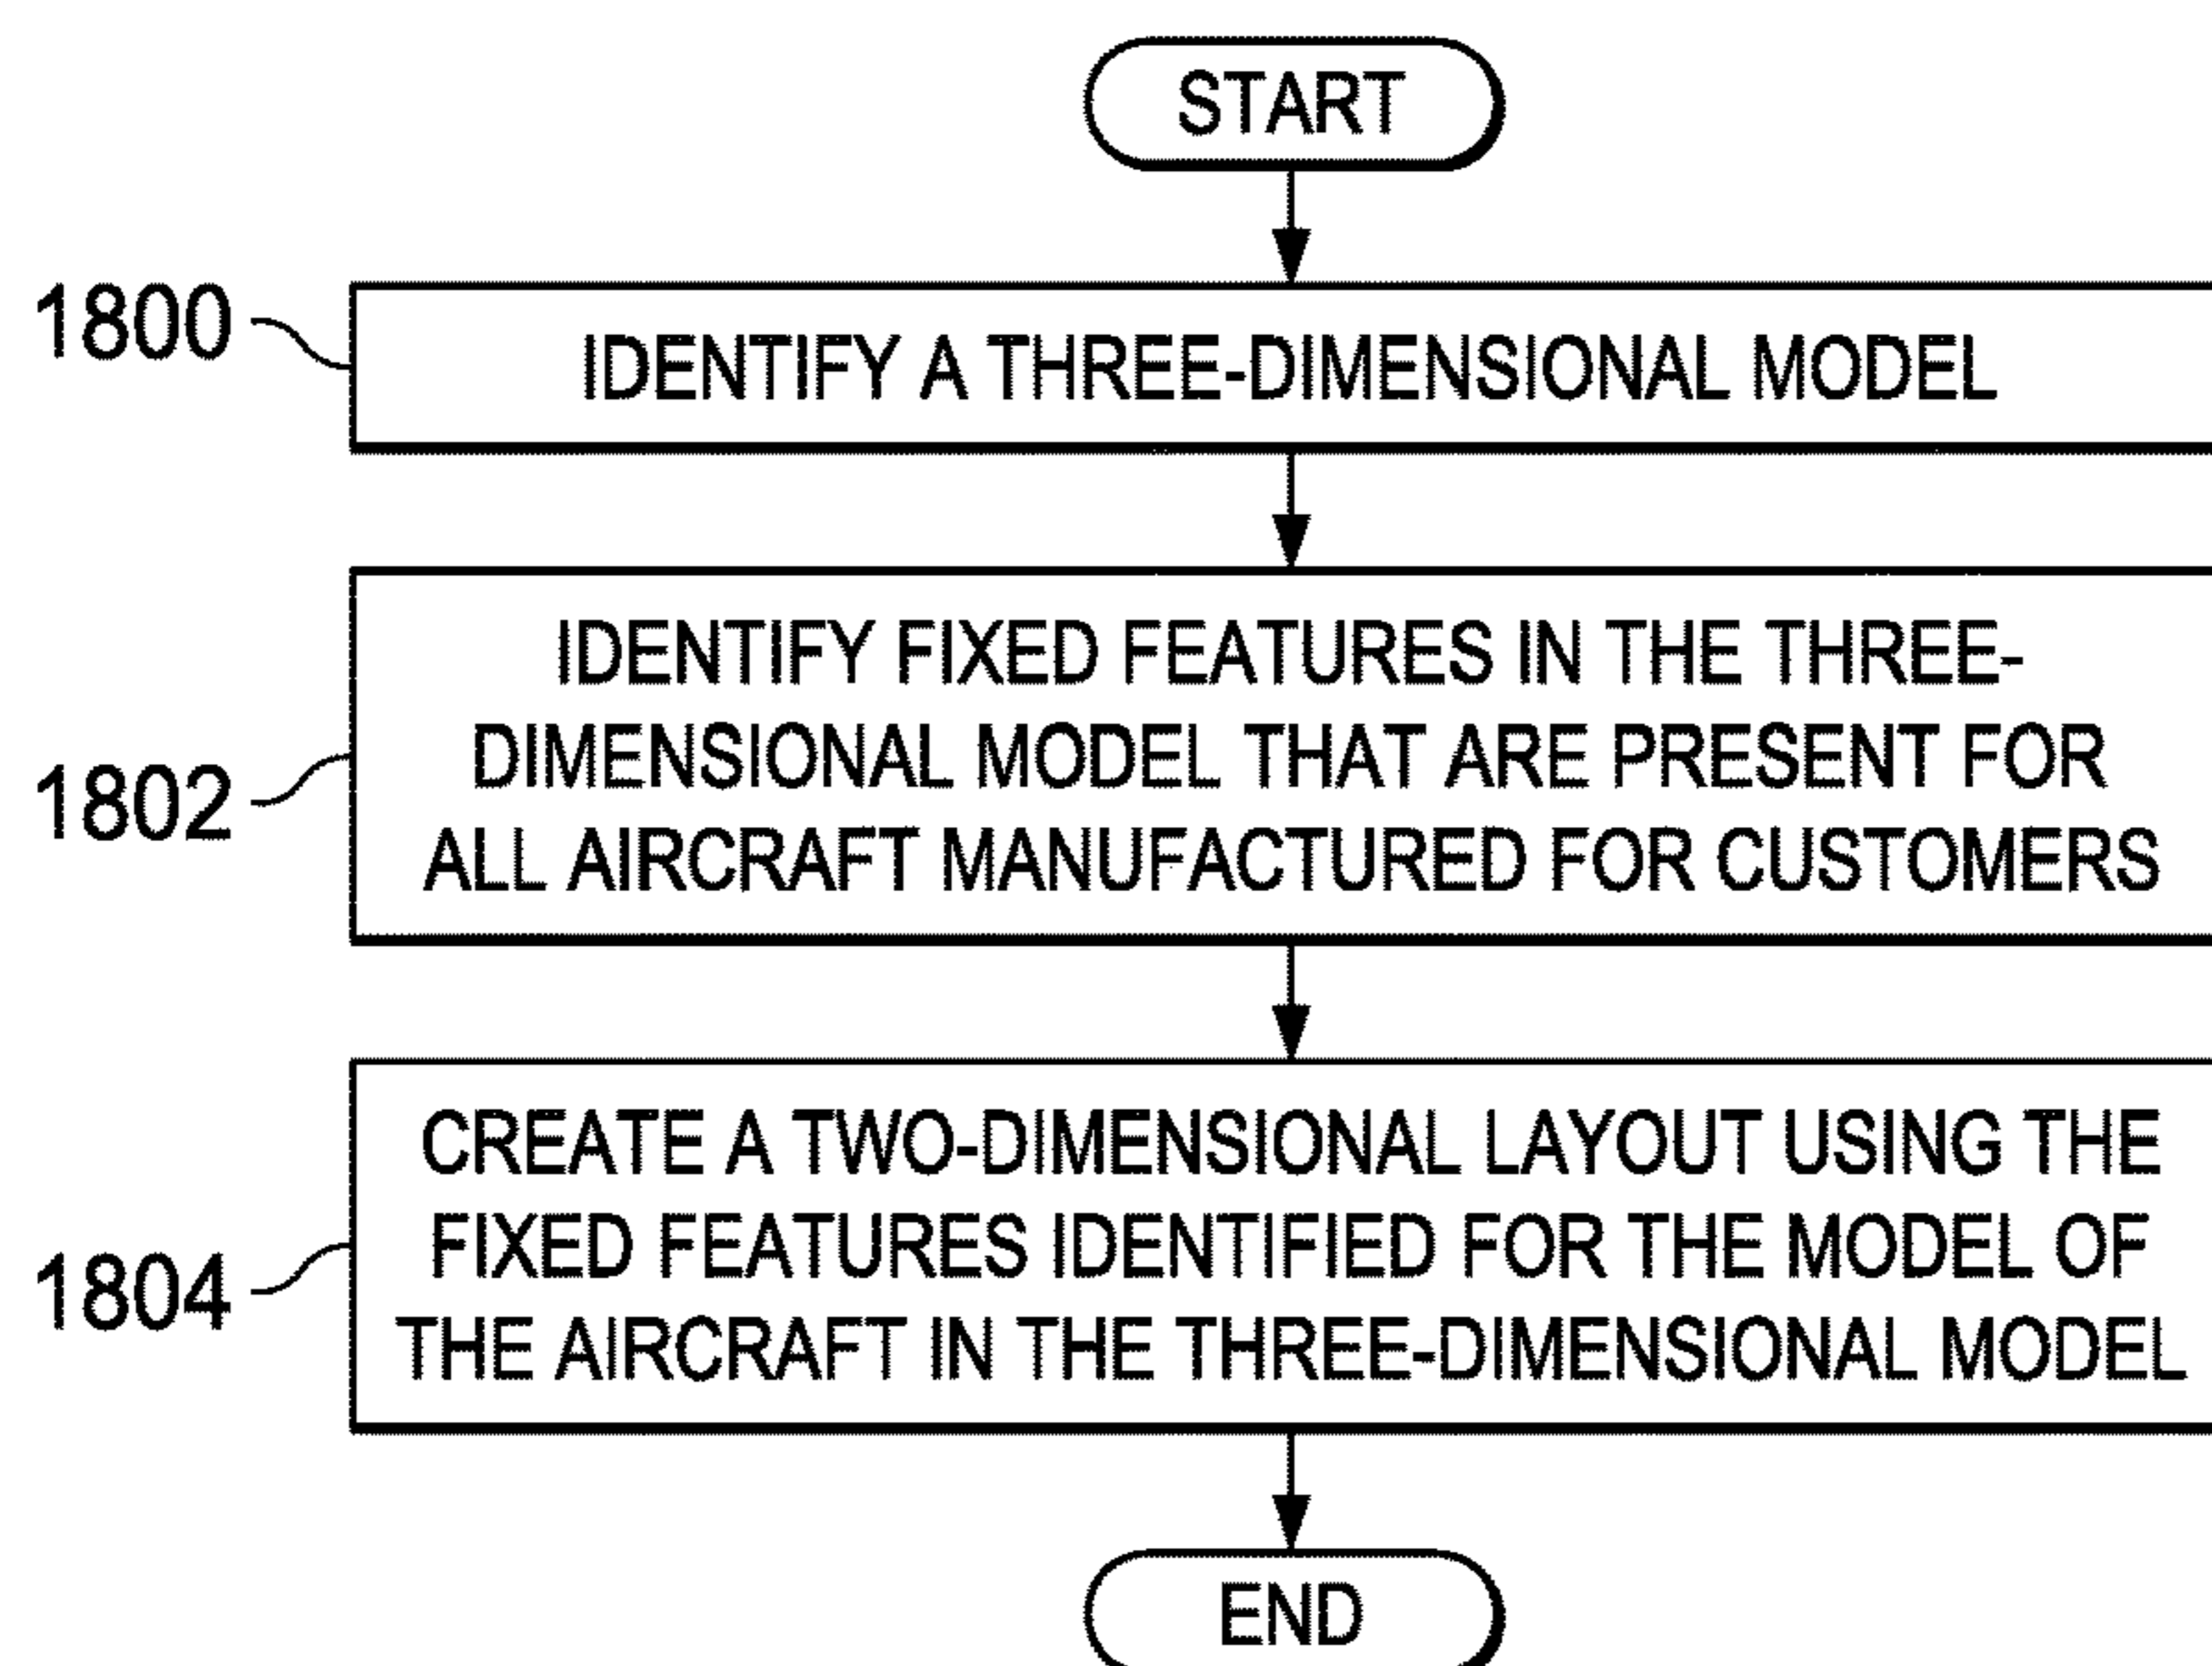 START
1800
IDENTIFY A THREE-DIMENSIONAL MODEL
1802
IDENTIFY FIXED FEATURES IN THE THREE-
DIMENSIONAL MODEL THAT ARE PRESENT FOR
ALL AIRCRAFT MANUFACTURED FOR CUSTOMERS
1804
CREATE A TWO-DIMENSIONAL LAYOUT USING THE
FIXED FEATURES IDENTIFIED FOR THE MODEL OF
THE AIRCRAFT IN THE THREE-DIMENSIONAL MODEL
END